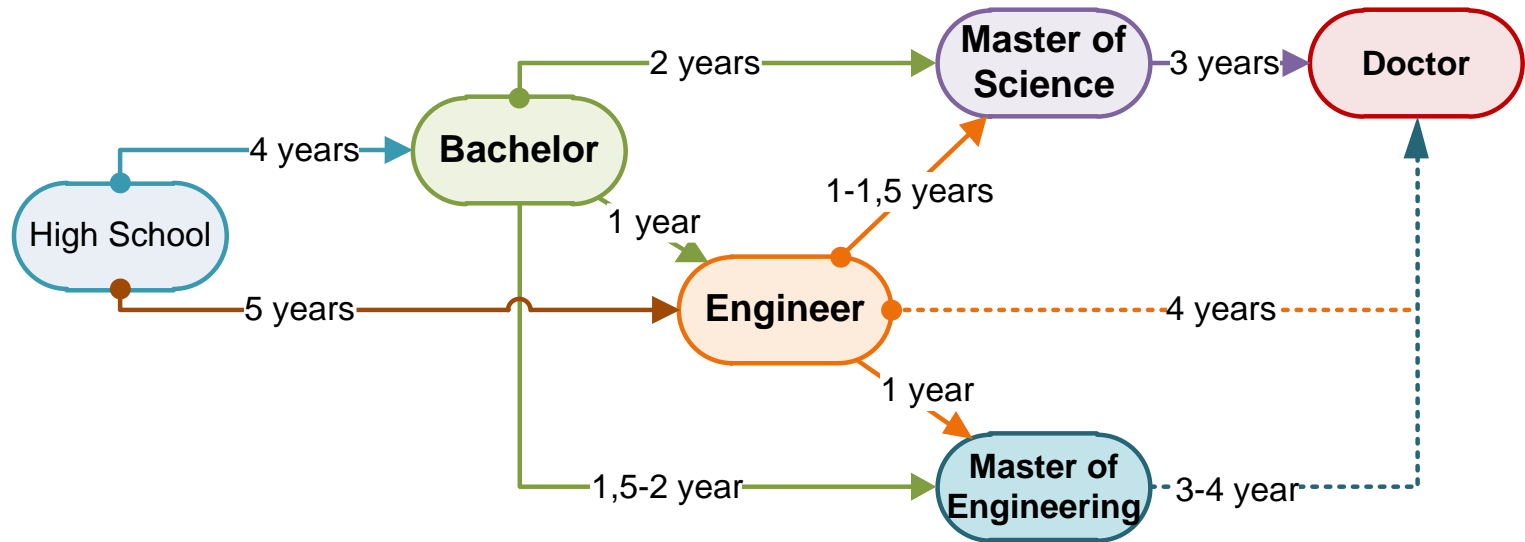 2 years
Master of
Science
3 years
Doctor
4 years
Bachelor
1-1,5 years
High School
1 year
5 years
Engineer
4 years
1 year
1,5-2 year
Master of
Engineering
3-4 year